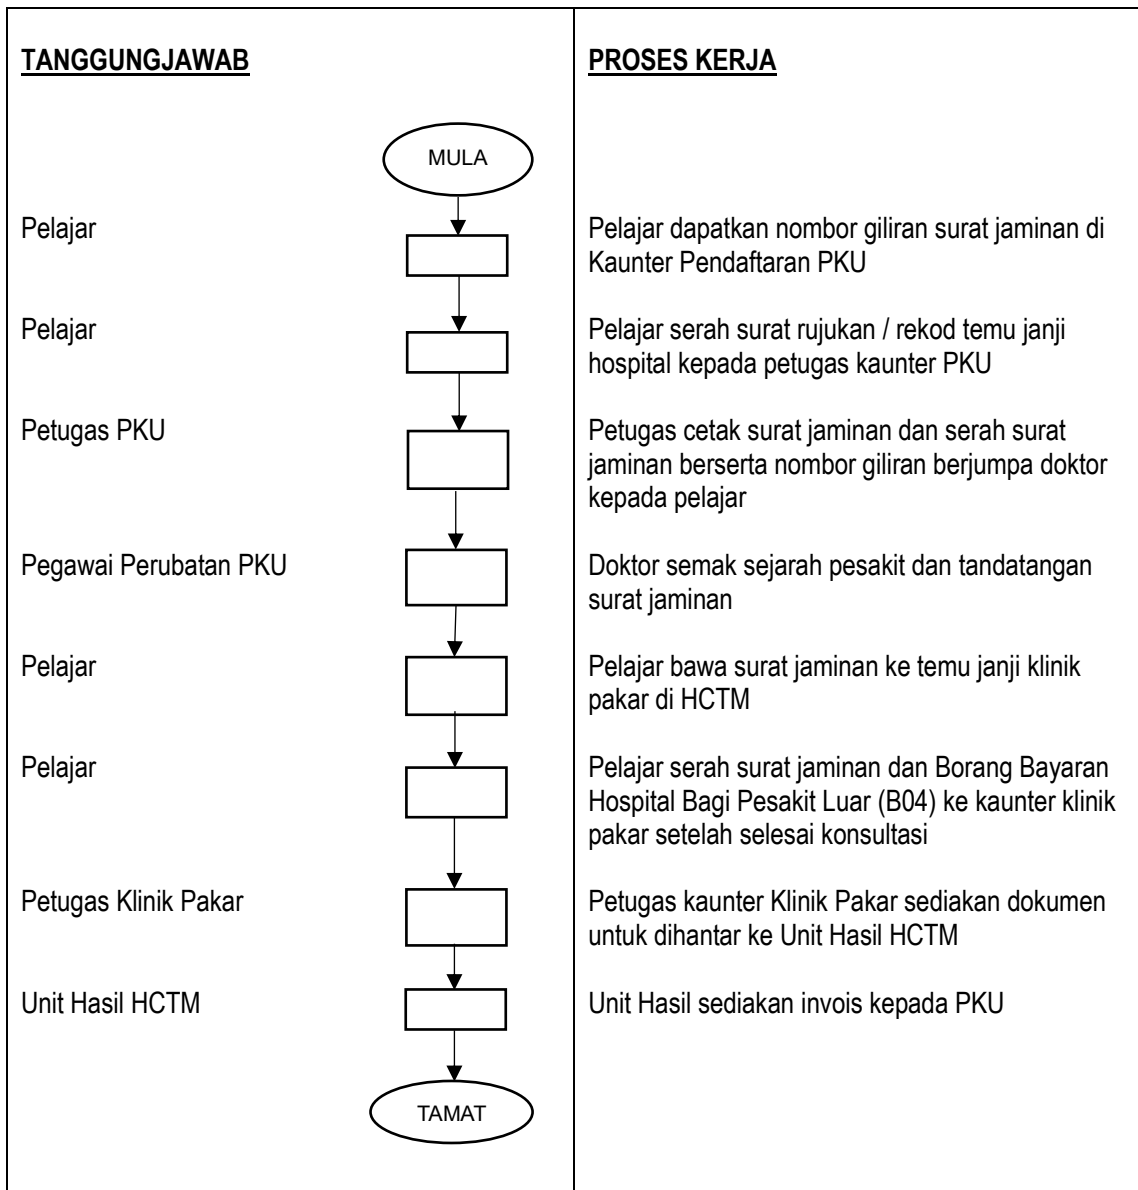 TANGGUNGJAWAB
PROSES KERJA
MULA
Pelajar
Pelajar dapatkan nombor giliran surat jaminan di
Kaunter Pendaftaran PKU
Pelajar
Pelajar serah surat rujukan / rekod temu janji
hospital kepada petugas kaunter PKU
Petugas PKU
Petugas cetak surat jaminan dan serah surat
jaminan berserta nombor giliran berjumpa doktor
kepada pelajar
Pegawai Perubatan PKU
Doktor semak sejarah pesakit dan tandatangan
surat jaminan
Pelajar
Pelajar bawa surat jaminan ke temu janji klinik
pakar di HCTM
Pelajar
Pelajar serah surat jaminan dan Borang Bayaran
Hospital Bagi Pesakit Luar (B04) ke kaunter klinik
pakar setelah selesai konsultasi
Petugas Klinik Pakar
Petugas kaunter Klinik Pakar sediakan dokumen
untuk dihantar ke Unit Hasil HCTM
Unit Hasil HCTM
Unit Hasil sediakan invois kepada PKU
TAMAT